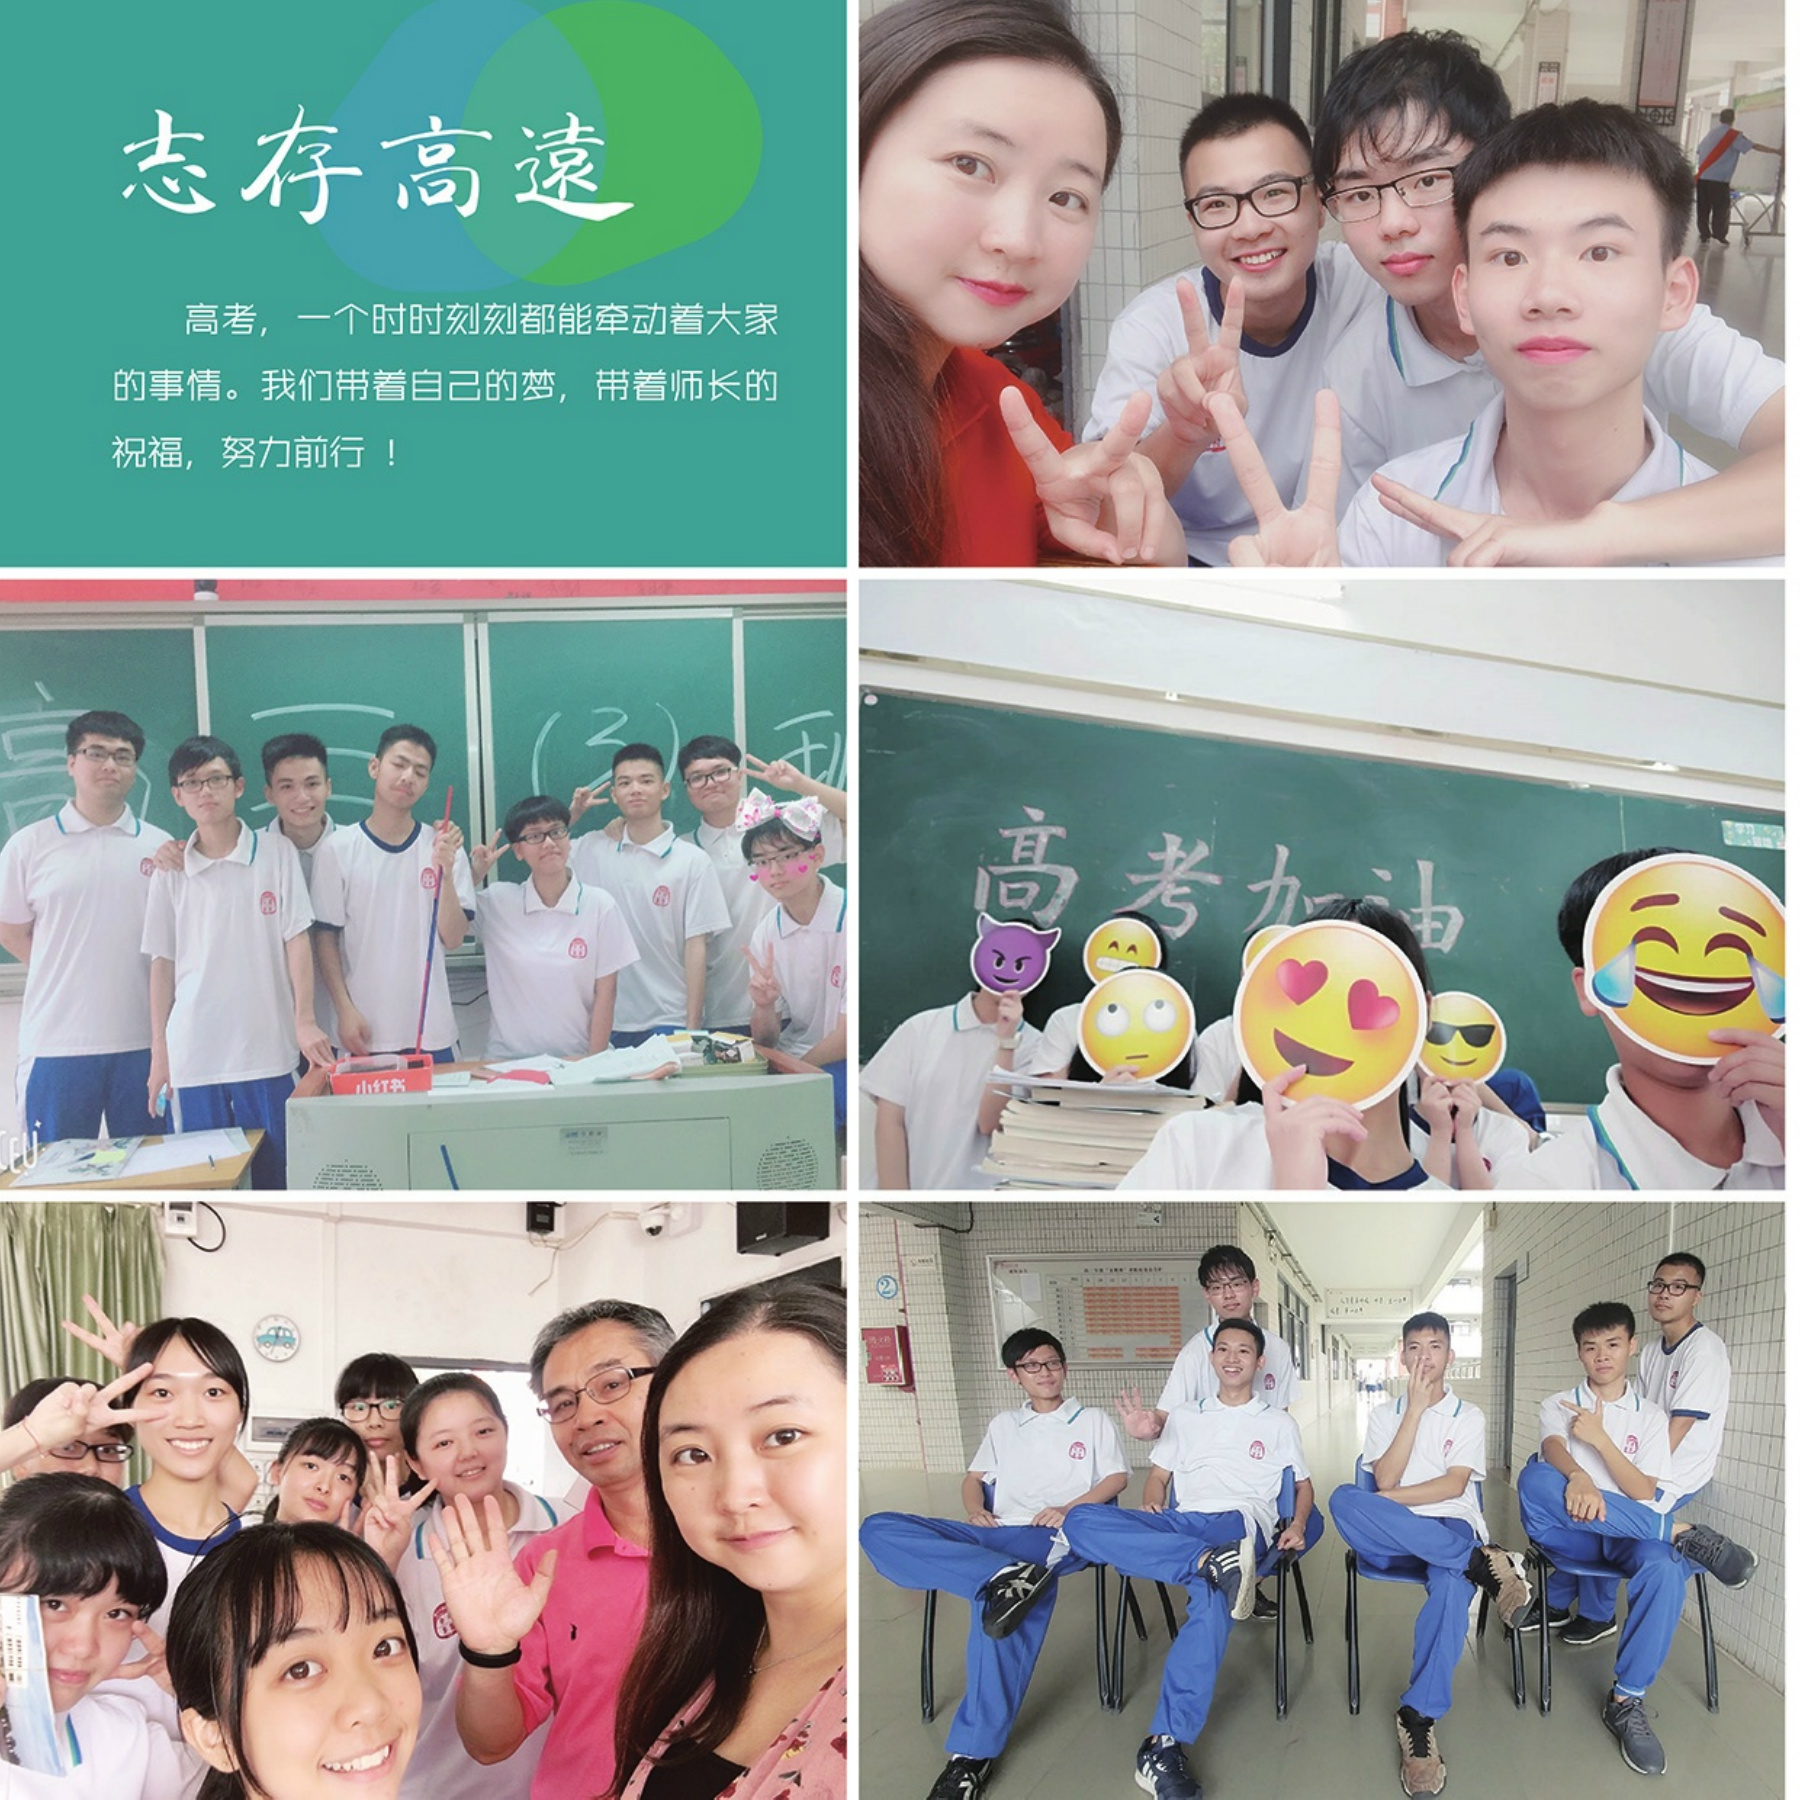 志存高遠
高考，一个时时刻刻都能牵动着大家
的事情。我们带着自己的梦，带着师长的
祝福，努力前行！
高三（2）
小红书
高考加油
2